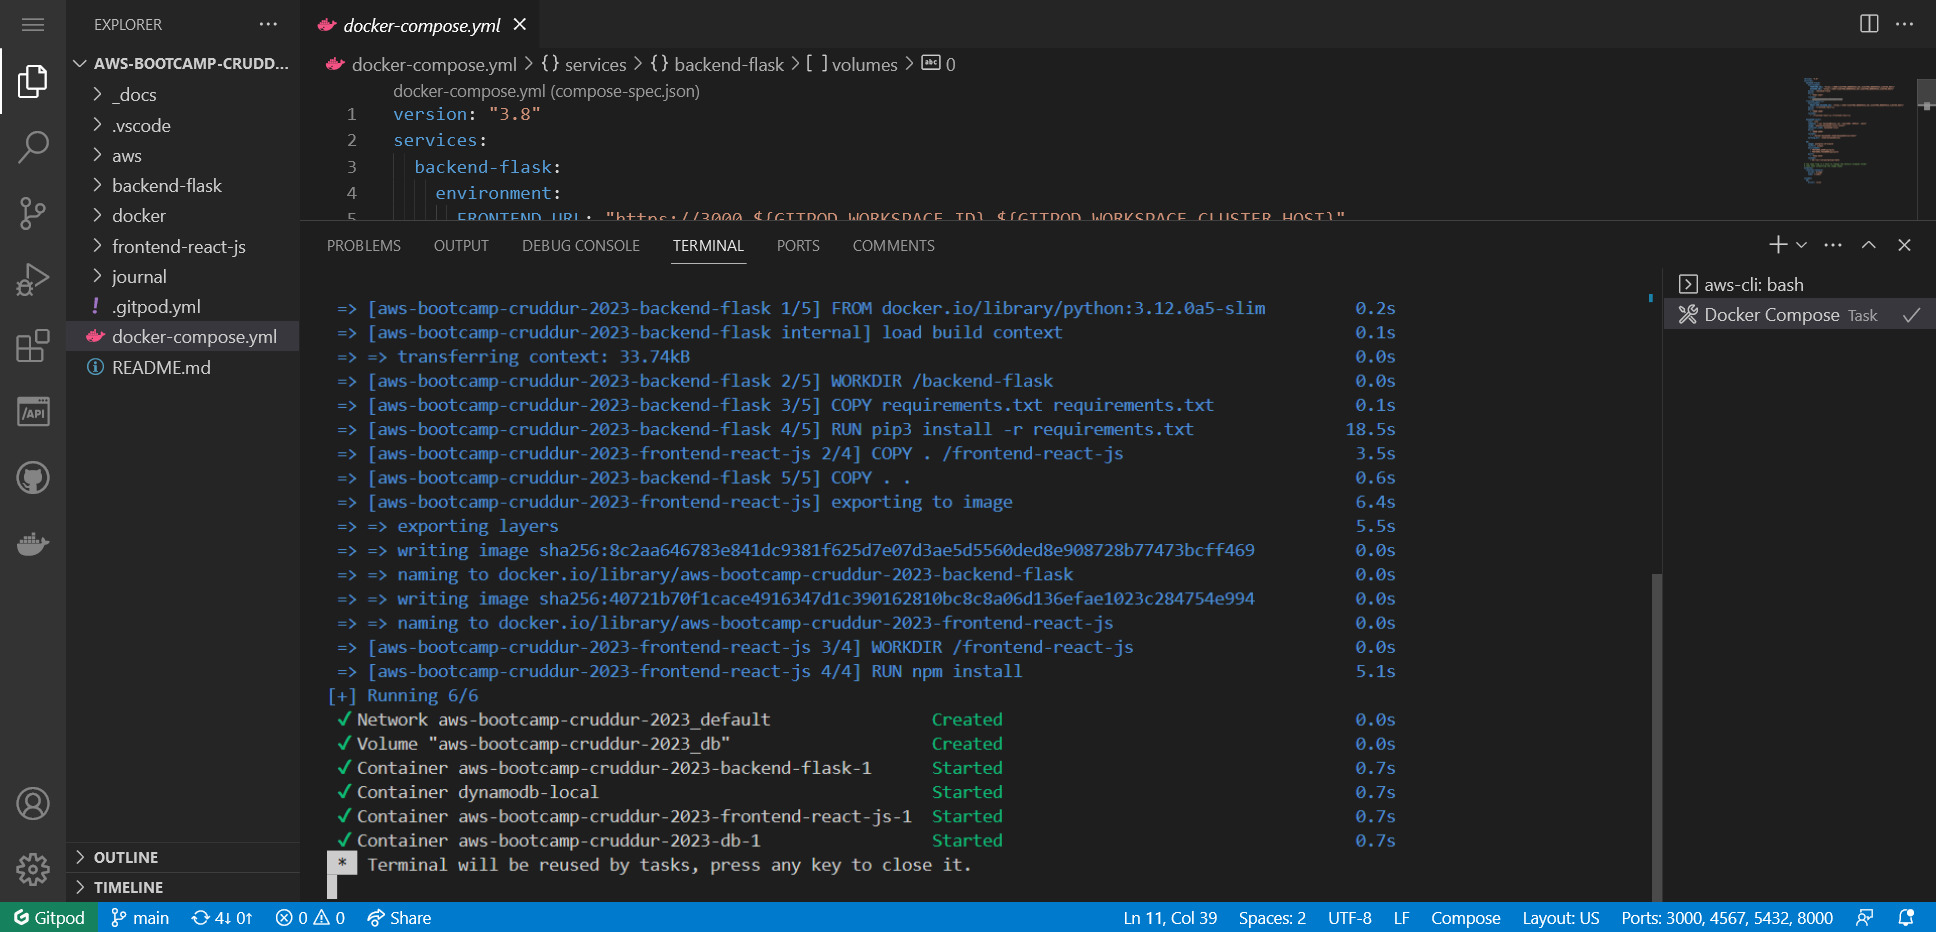 EXPLORER
docker-compose.yml
AWS-BOOTCAMP-CRUDD...
_docs
.vscode
aws
backend-flask
docker
frontend-react-js
journal
! .gitpod.yml
docker-compose.yml
README.md
OUTLINE
TIMELINE
docker-compose.yml > {} services > {} backend-flask > [ ] volumes > abc 0
docker-compose.yml (compose-spec.json)
1 version: "3.8"
2 services:
3 backend-flask:
4 environment:
5 FRONTEND_URL: "https://3000-${GITPOD_WORKSPACE_ID}.${GITPOD_WORKSPACE_CLUSTER_HOST}"
PROBLEMS OUTPUT DEBUG CONSOLE TERMINAL PORTS COMMENTS
=> [aws-bootcamp-cruddur-2023-backend-flask 1/5] FROM docker.io/library/python:3.12.0a5-slim 0.2s
=> [aws-bootcamp-cruddur-2023-backend-flask internal] load build context 0.1s
=> => transferring context: 33.74kB 0.0s
=> [aws-bootcamp-cruddur-2023-backend-flask 2/5] WORKDIR /backend-flask 0.0s
=> [aws-bootcamp-cruddur-2023-backend-flask 3/5] COPY requirements.txt requirements.txt 0.1s
=> [aws-bootcamp-cruddur-2023-backend-flask 4/5] RUN pip3 install -r requirements.txt 18.5s
=> [aws-bootcamp-cruddur-2023-frontend-react-js 2/4] COPY . /frontend-react-js 3.5s
=> [aws-bootcamp-cruddur-2023-backend-flask 5/5] COPY . . 0.6s
=> [aws-bootcamp-cruddur-2023-frontend-react-js] exporting to image 6.4s
=> => exporting layers 5.5s
=> => writing image sha256:8c2aa646783e841dc9381f625d7e07d3ae5d5560ded8e908728b77473bcff469 0.0s
=> => naming to docker.io/library/aws-bootcamp-cruddur-2023-backend-flask 0.0s
=> => writing image sha256:40721b70f1cace4916347d1c390162810bc8c8a06d136efae1023c284754e994 0.0s
=> => naming to docker.io/library/aws-bootcamp-cruddur-2023-frontend-react-js 0.0s
=> [aws-bootcamp-cruddur-2023-frontend-react-js 3/4] WORKDIR /frontend-react-js 0.0s
=> [aws-bootcamp-cruddur-2023-frontend-react-js 4/4] RUN npm install 5.1s
[+] Running 6/6
✓ Network aws-bootcamp-cruddur-2023_default Created 0.0s
✓ Volume "aws-bootcamp-cruddur-2023_db" Created 0.0s
✓ Container aws-bootcamp-cruddur-2023-backend-flask-1 Started 0.7s
✓ Container dynamodb-local Started 0.7s
✓ Container aws-bootcamp-cruddur-2023-frontend-react-js-1 Started 0.7s
✓ Container aws-bootcamp-cruddur-2023-db-1 Started 0.7s
* Terminal will be reused by tasks, press any key to close it.
aws-cli: bash
Docker Compose Task
/API
Gitpod main 4↓ 0↑ 0 0 Share Ln 11, Col 39 Spaces: 2 UTF-8 LF Compose Layout: US Ports: 3000, 4567, 5432, 8000